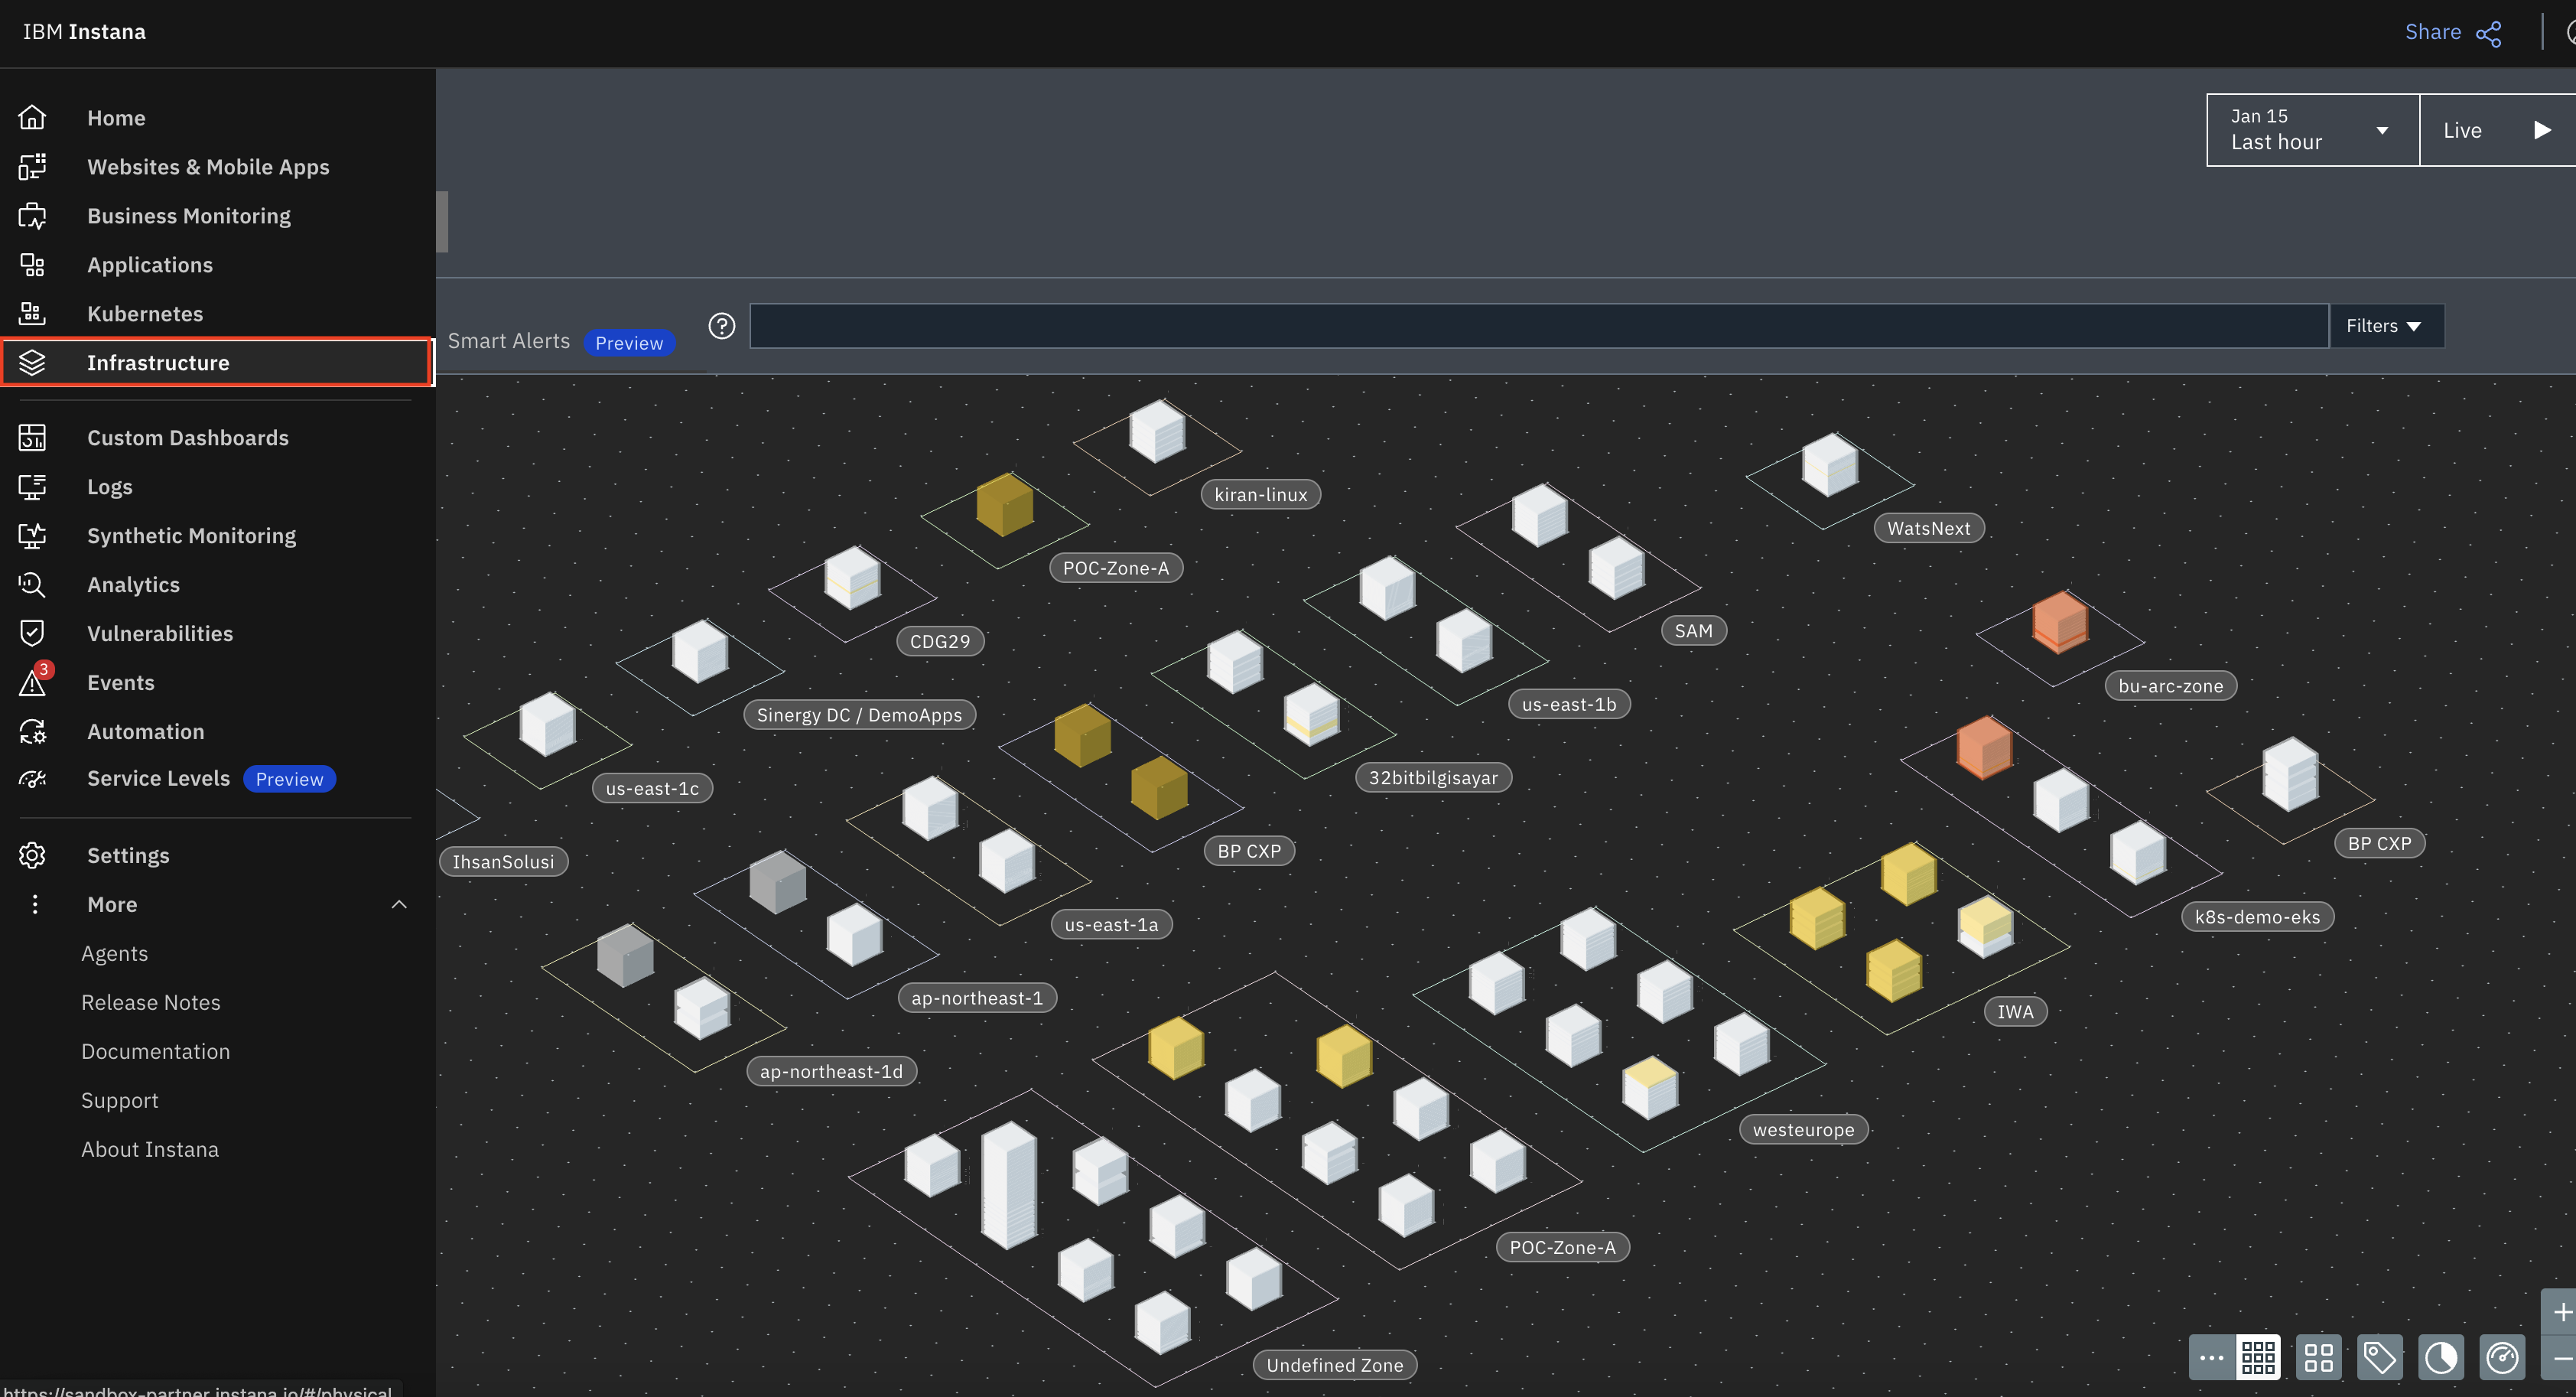 IBM Instana
Share
Home
Websites & Mobile Apps
Business Monitoring
Applications
Kubernetes
Infrastructure
Custom Dashboards
Logs
Synthetic Monitoring
Analytics
Vulnerabilities
3
Events
Automation
Service Levels Preview
Settings
More
Agents
Release Notes
Documentation
Support
About Instana
https://sandbox-partner.instana.io/#/physical
Jan 15
Last hour
Live
Smart Alerts Preview
?
Filters
kiran-linux
WatsNext
POC-Zone-A
SAM
CDG29
bu-arc-zone
us-east-1b
Sinergy DC / DemoApps
32bitbilgisayar
us-east-1c
BP CXP
BP CXP
IhsanSolusi
k8s-demo-eks
us-east-1a
ap-northeast-1
IWA
ap-northeast-1d
westeurope
POC-Zone-A
Undefined Zone